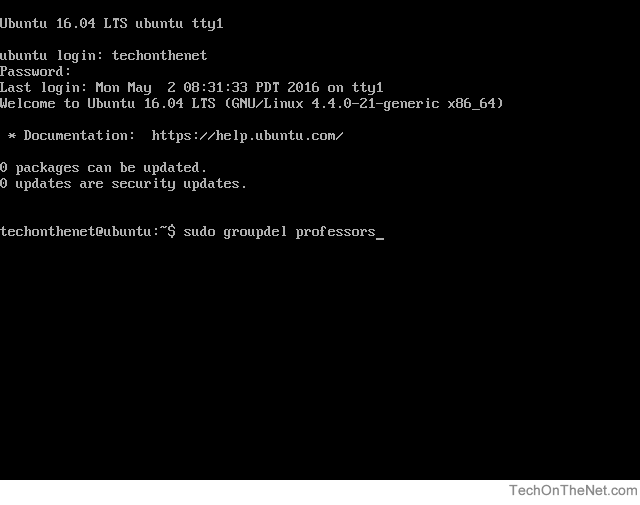 Ubuntu 16.04 LTS ubuntu tty1
ubuntu login: techonthenet
Password:
Last login: Mon May  2 08:31:33 PDT 2016 on tty1
Welcome to Ubuntu 16.04 LTS (GNU/Linux 4.4.0-21-generic x86_64)
 * Documentation:  https://help.ubuntu.com/
0 packages can be updated.
0 updates are security updates.
techonthenet@ubuntu:~$ sudo groupdel professors_
TechOnTheNet.com